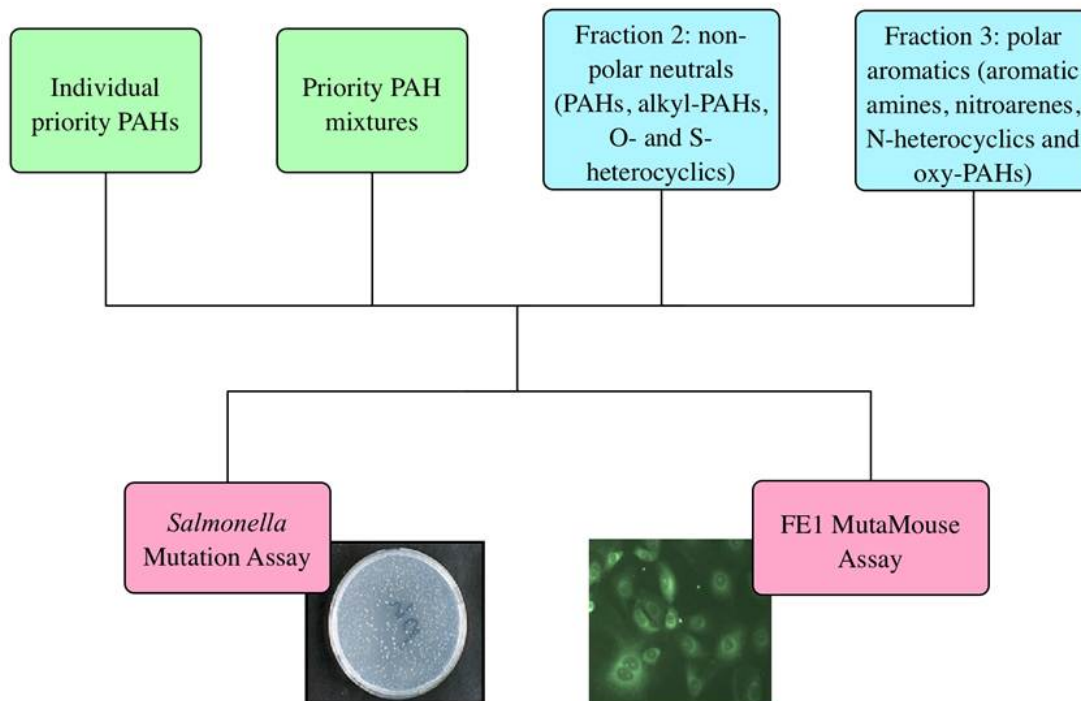 Individual
priority PAHs
Priority PAH
mixtures
Fraction 2: non-
polar neutrals
(PAHs, alkyl-PAHs,
O- and S-
heterocyclics)
Fraction 3: polar
aromatics (aromatic
amines, nitroarenes,
N-heterocyclics and
oxy-PAHs)
Salmonella
Mutation Assay
FE1 MutaMouse
Assay